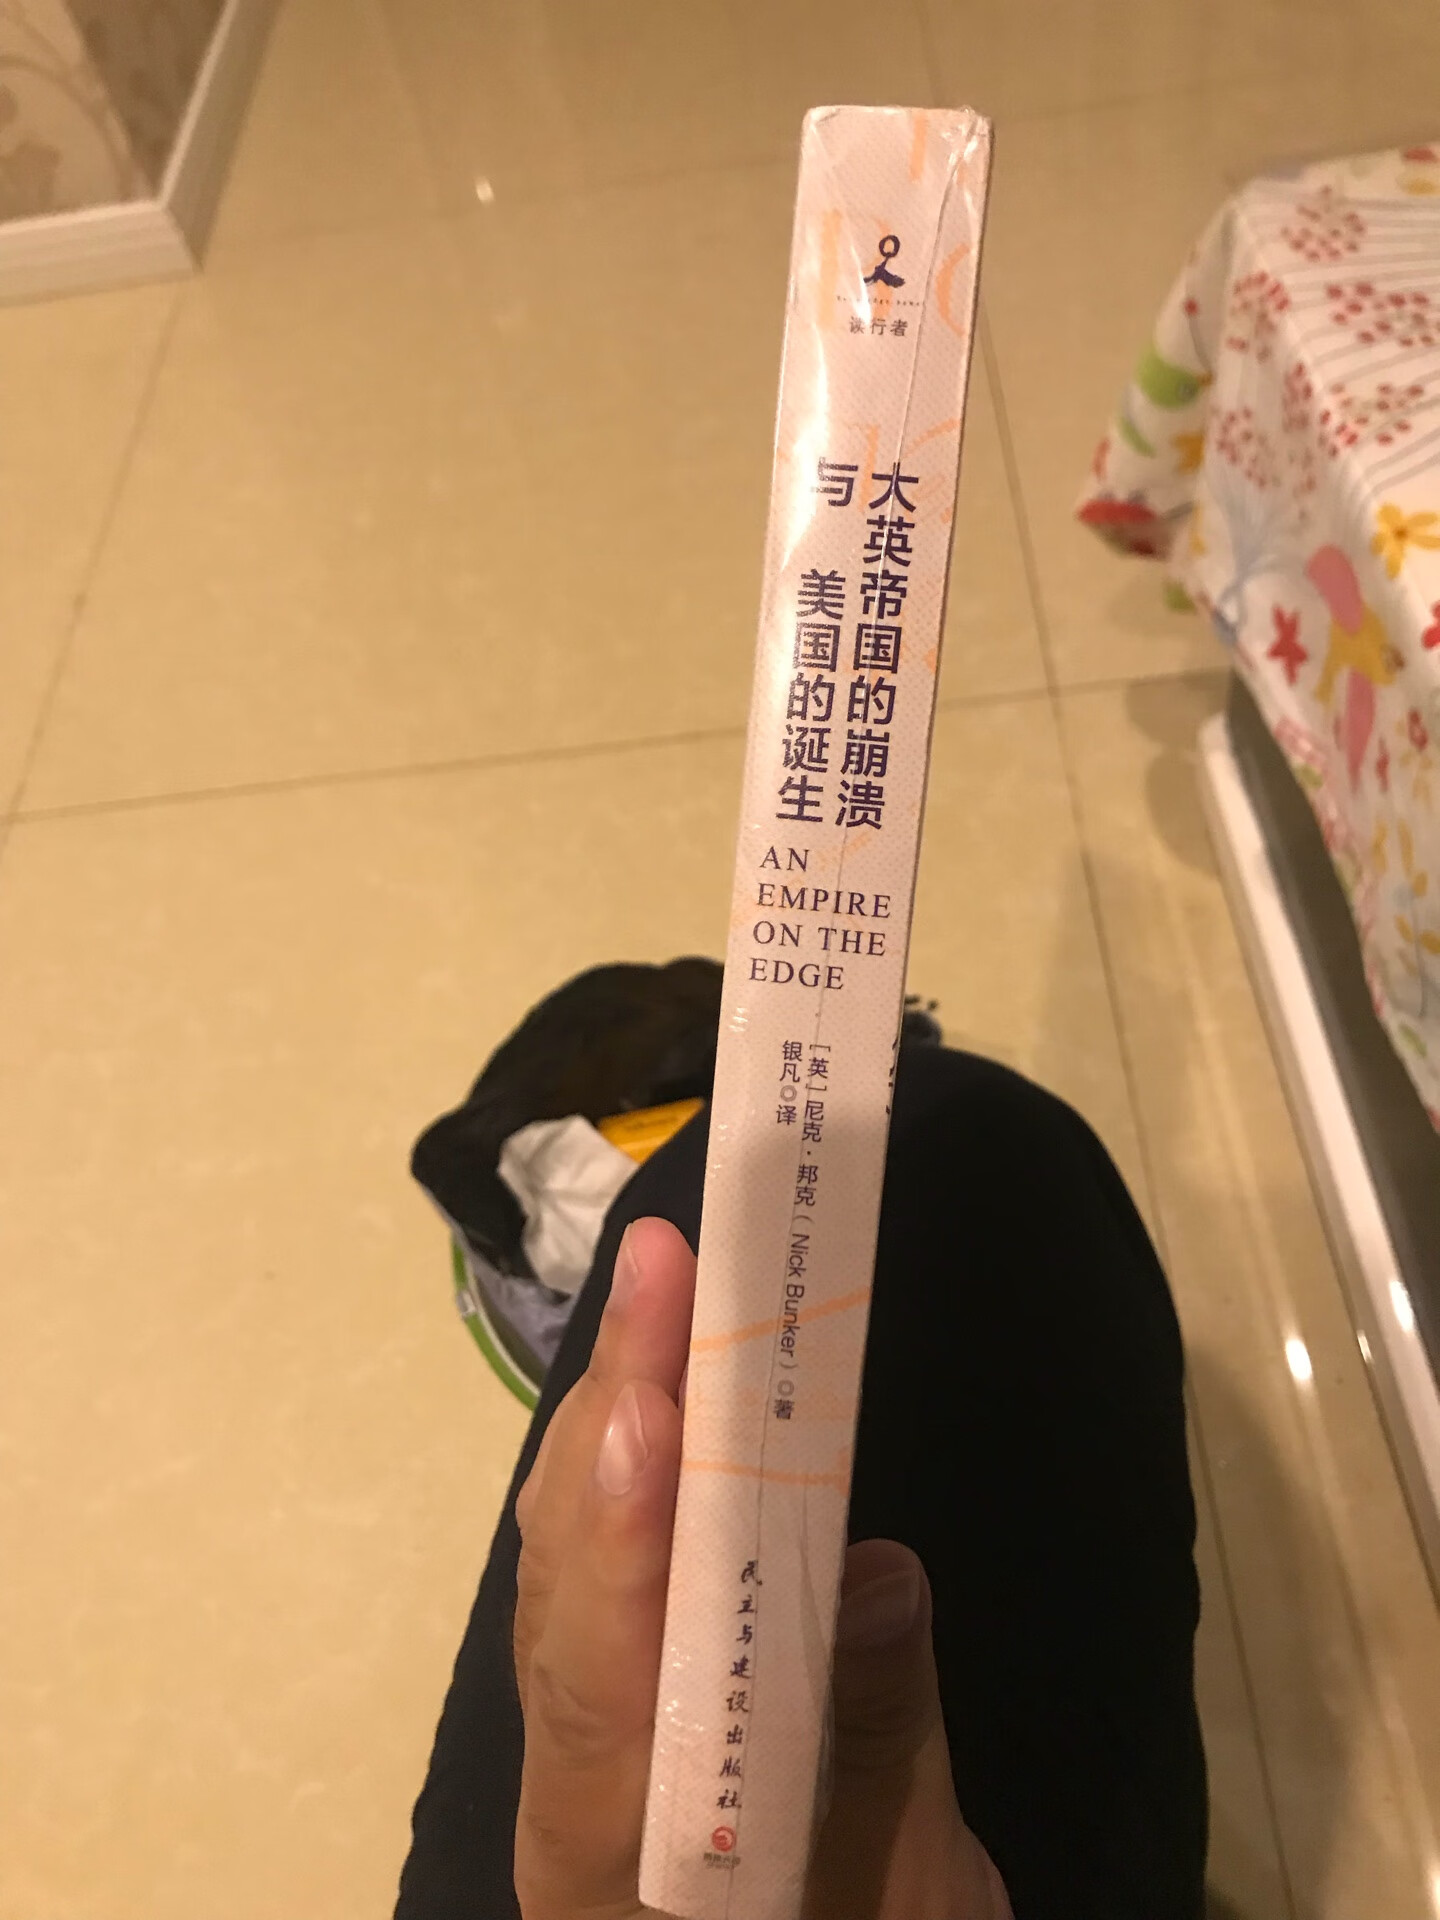 读行者
大英帝国的崩溃
与美国的诞生
AN
EMPIRE
ON THE
EDGE
[英]尼克·邦克(Nick Bunker)◎著
银凡◎译
民主与建设出版社